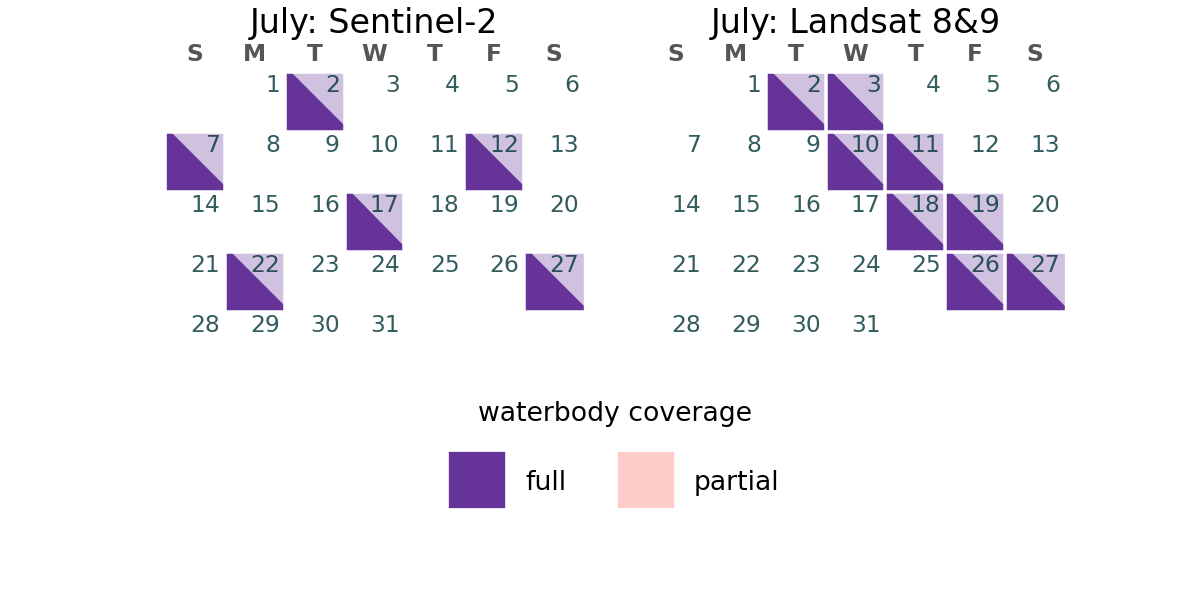 July: Sentinel-2
S M T W T F S
1 2 3 4 5 6
7 8 9 10 11 12 13
14 15 16 17 18 19 20
21 22 23 24 25 26 27
28 29 30 31
July: Landsat 8&9
S M T W T F S
1 2 3 4 5 6
7 8 9 10 11 12 13
14 15 16 17 18 19 20
21 22 23 24 25 26 27
28 29 30 31
waterbody coverage
full
partial